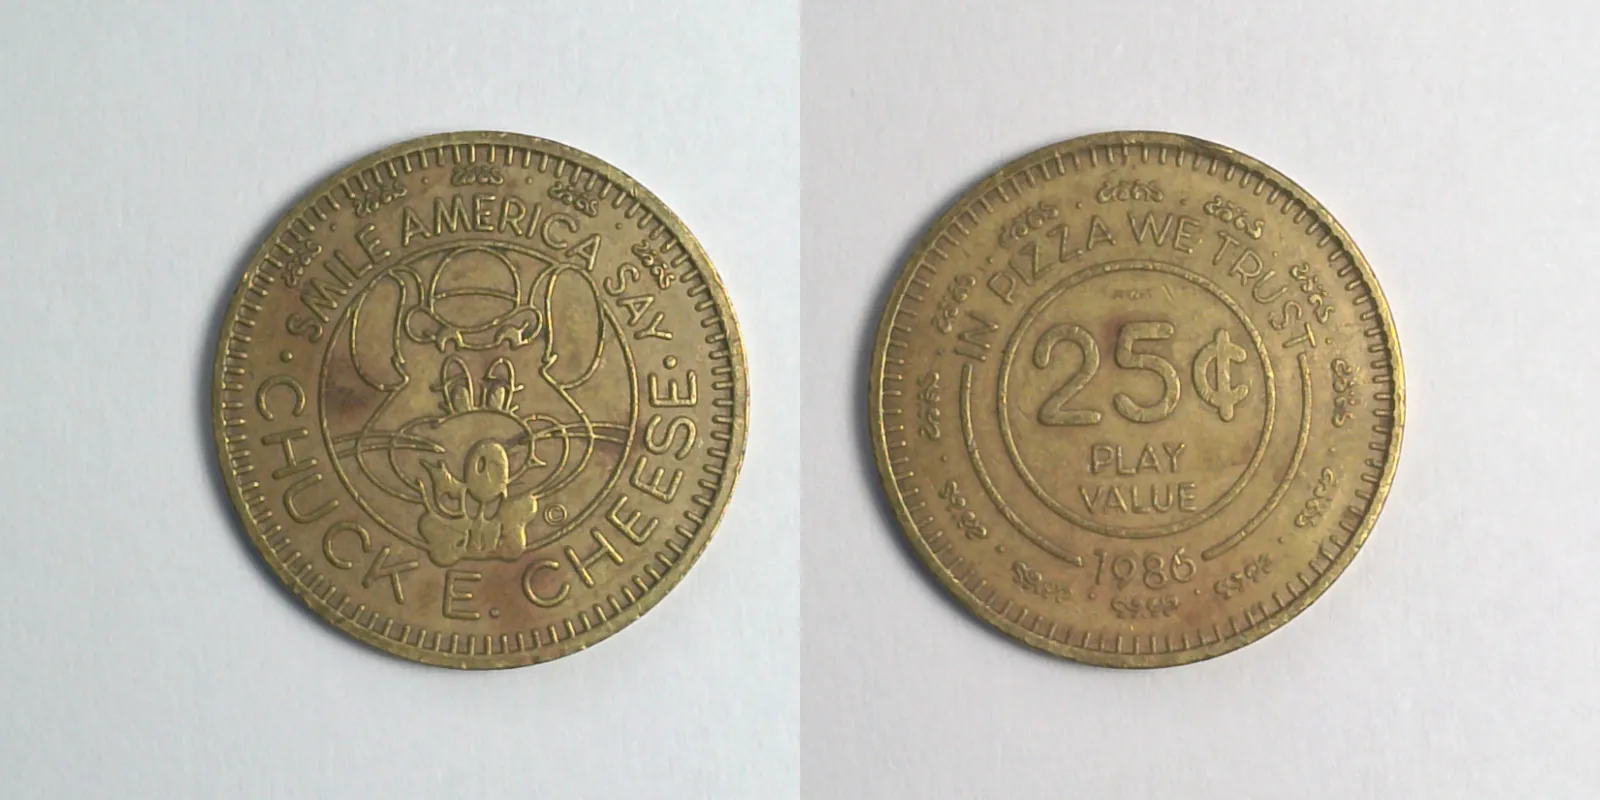 · SMILE AMERICA SAY ·
CHUCK E. CHEESE
©
IN PIZZA WE TRUST
25¢
PLAY
VALUE
1986